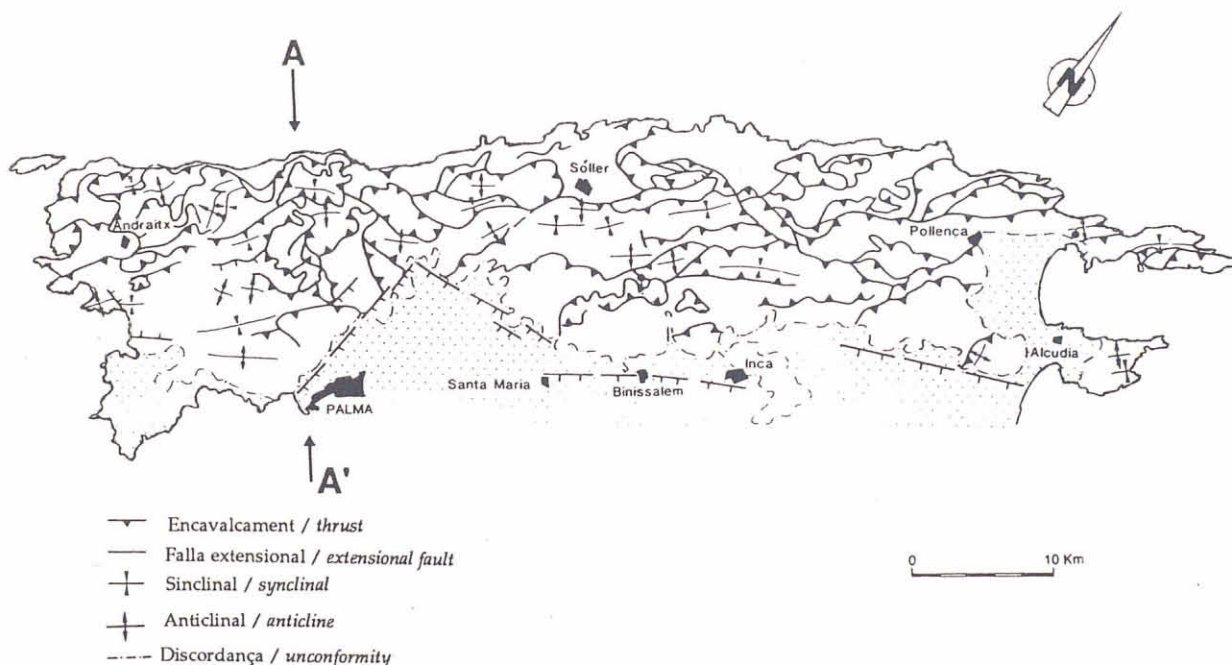 A
N
Sóller
Andraitx
Pollença
Alcudia
Inca
Santa Maria
Binissalem
PALMA
A'
Encavalcament / thrust
Falla extensional / extensional fault
Sinclinal / synclinal
Anticlinal / anticline
Discordança / unconformity
0 10 Km